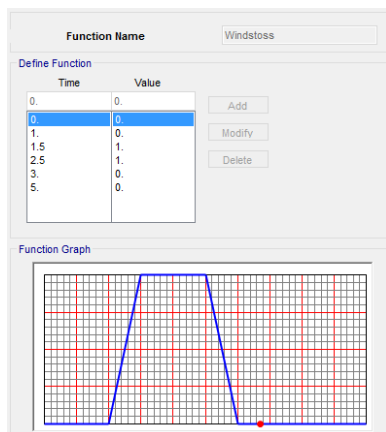 Function Name Windstoss
Define Function
Time Value
0. 0. Add
0. 0.
1. 0. Modify
1.5 1.
2.5 1. Delete
3. 0.
5. 0.
Function Graph